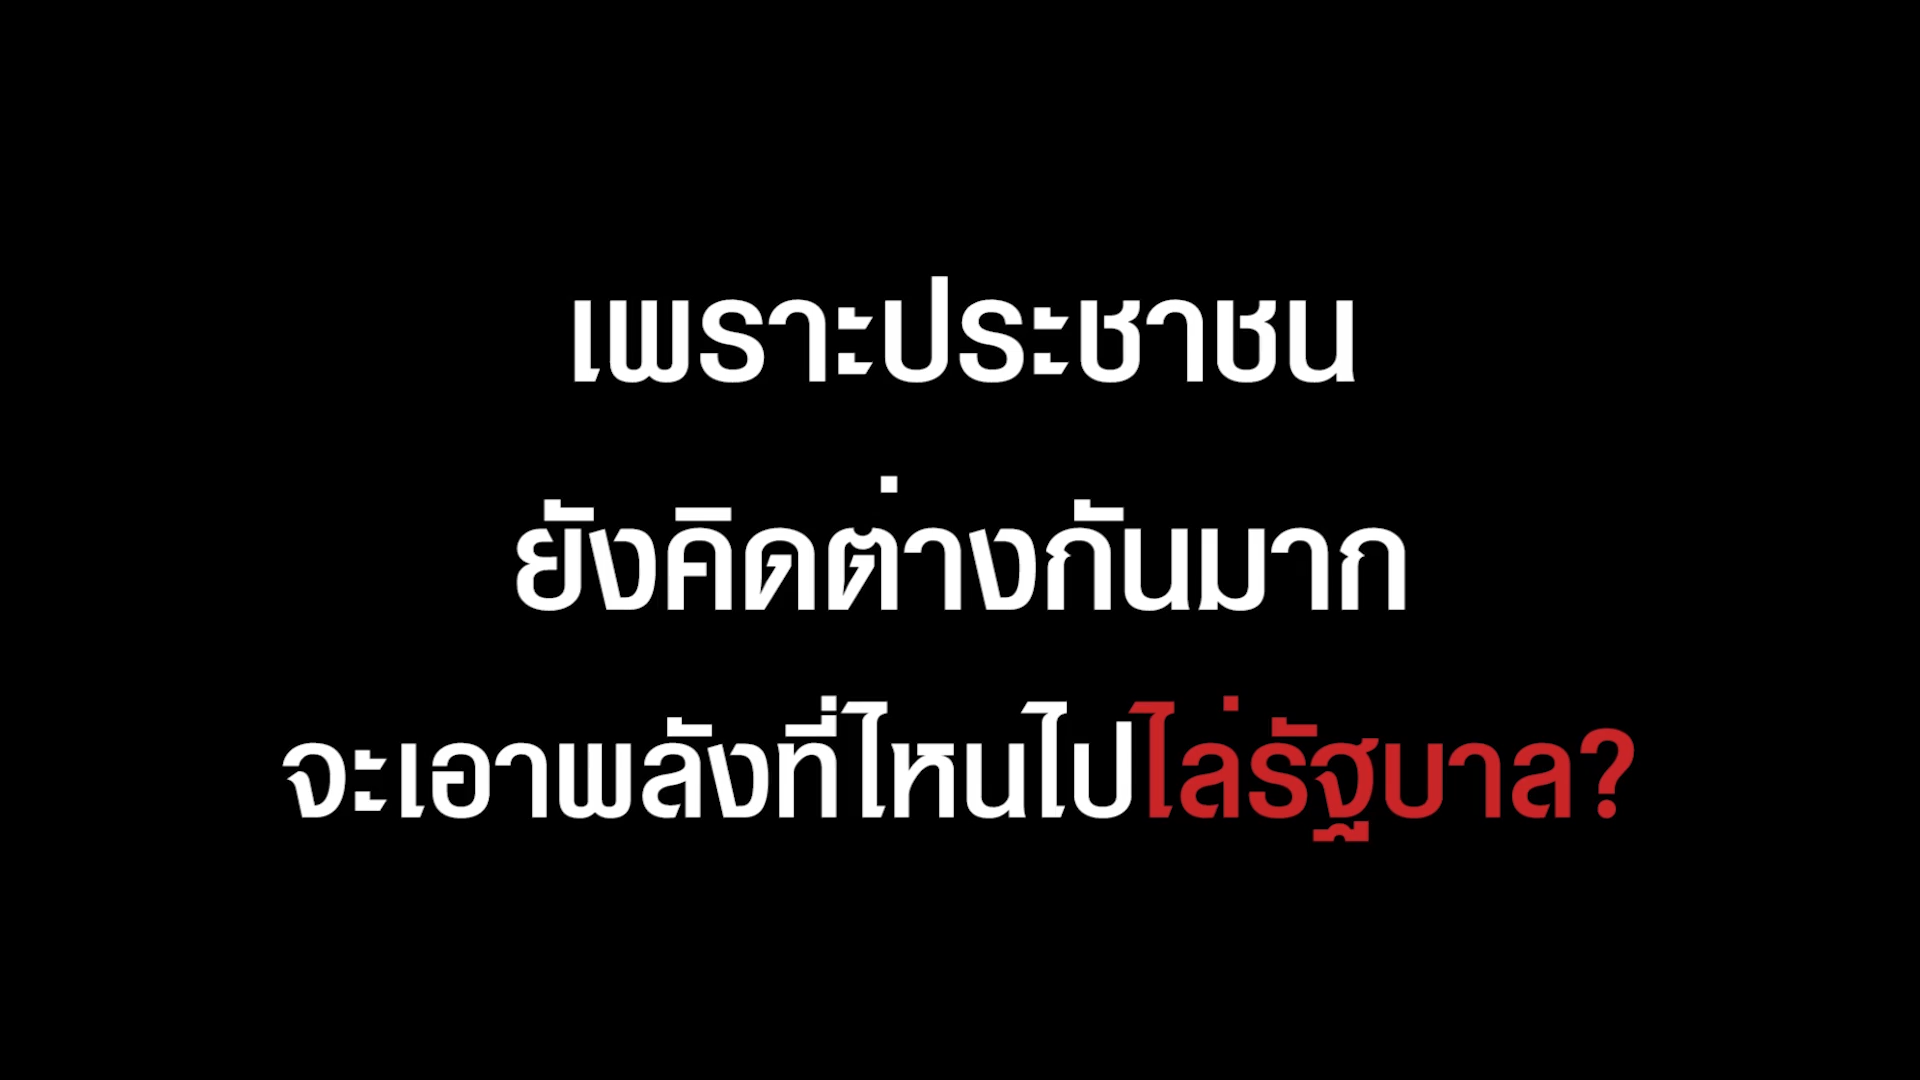 เพราะประชาชน
ยังคิดต่างกันมาก
จะเอาพลังที่ไหนไปไล่รัฐบาล?